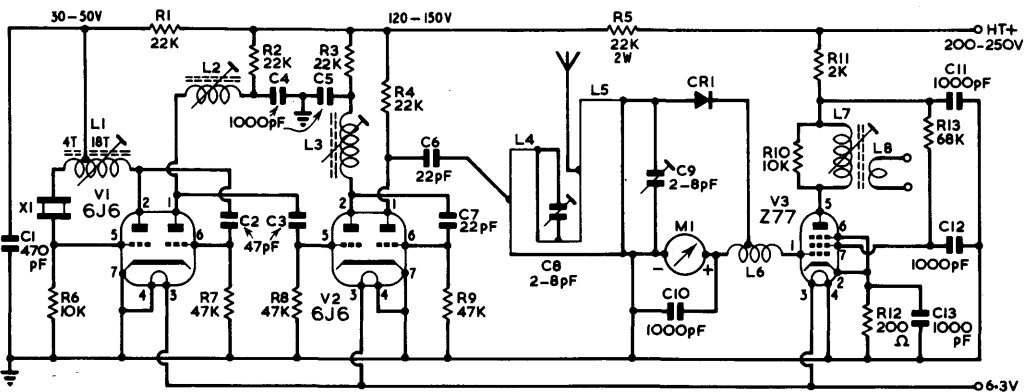 30-50V
R1
22K
120-150V
R5
22K
2W
HT+
200-250V
R2
22K
R3
22K
R4
22K
R11
2K
C11
1000pF
L2
C4
C5
1000pF
L5
CR1
L1
4T
18T
L3
C6
22pF
L4
C9
2-8pF
R10
10K
L7
L8
R13
68K
X1
V1
6J6
2
1
5
6
7
4
3
C2
C3
47pF
2
1
5
6
7
3
4
C7
22pF
C8
2-8pF
M1
-
+
L6
V3
Z77
1
5
6
7
2
3
4
C12
1000pF
C1
470
pF
R6
10K
R7
47K
R8
47K
V2
6J6
R9
47K
C10
1000pF
R12
200
Ω
C13
1000
pF
6·3V